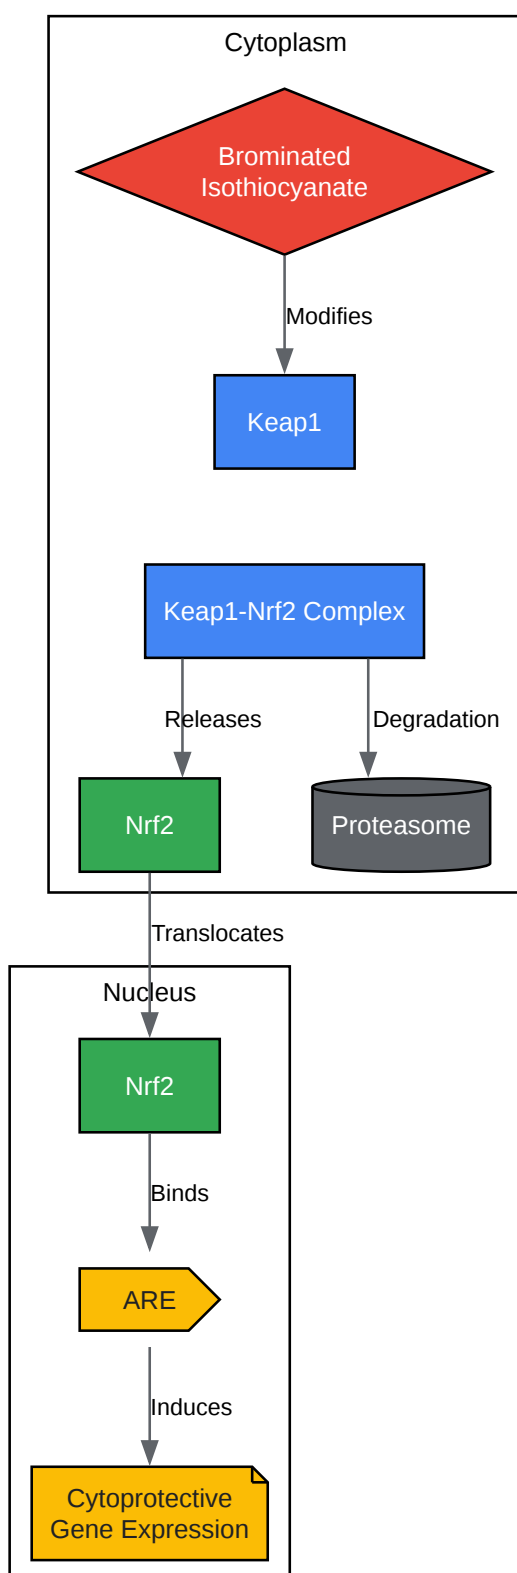 Cytoplasm
Brominated
Isothiocyanate
Modifies
Keap1
Keap1-Nrf2 Complex
Releases
Degradation
Nrf2
Proteasome
Translocates
Nucleus
Nrf2
Binds
ARE
Induces
Cytoprotective
Gene Expression